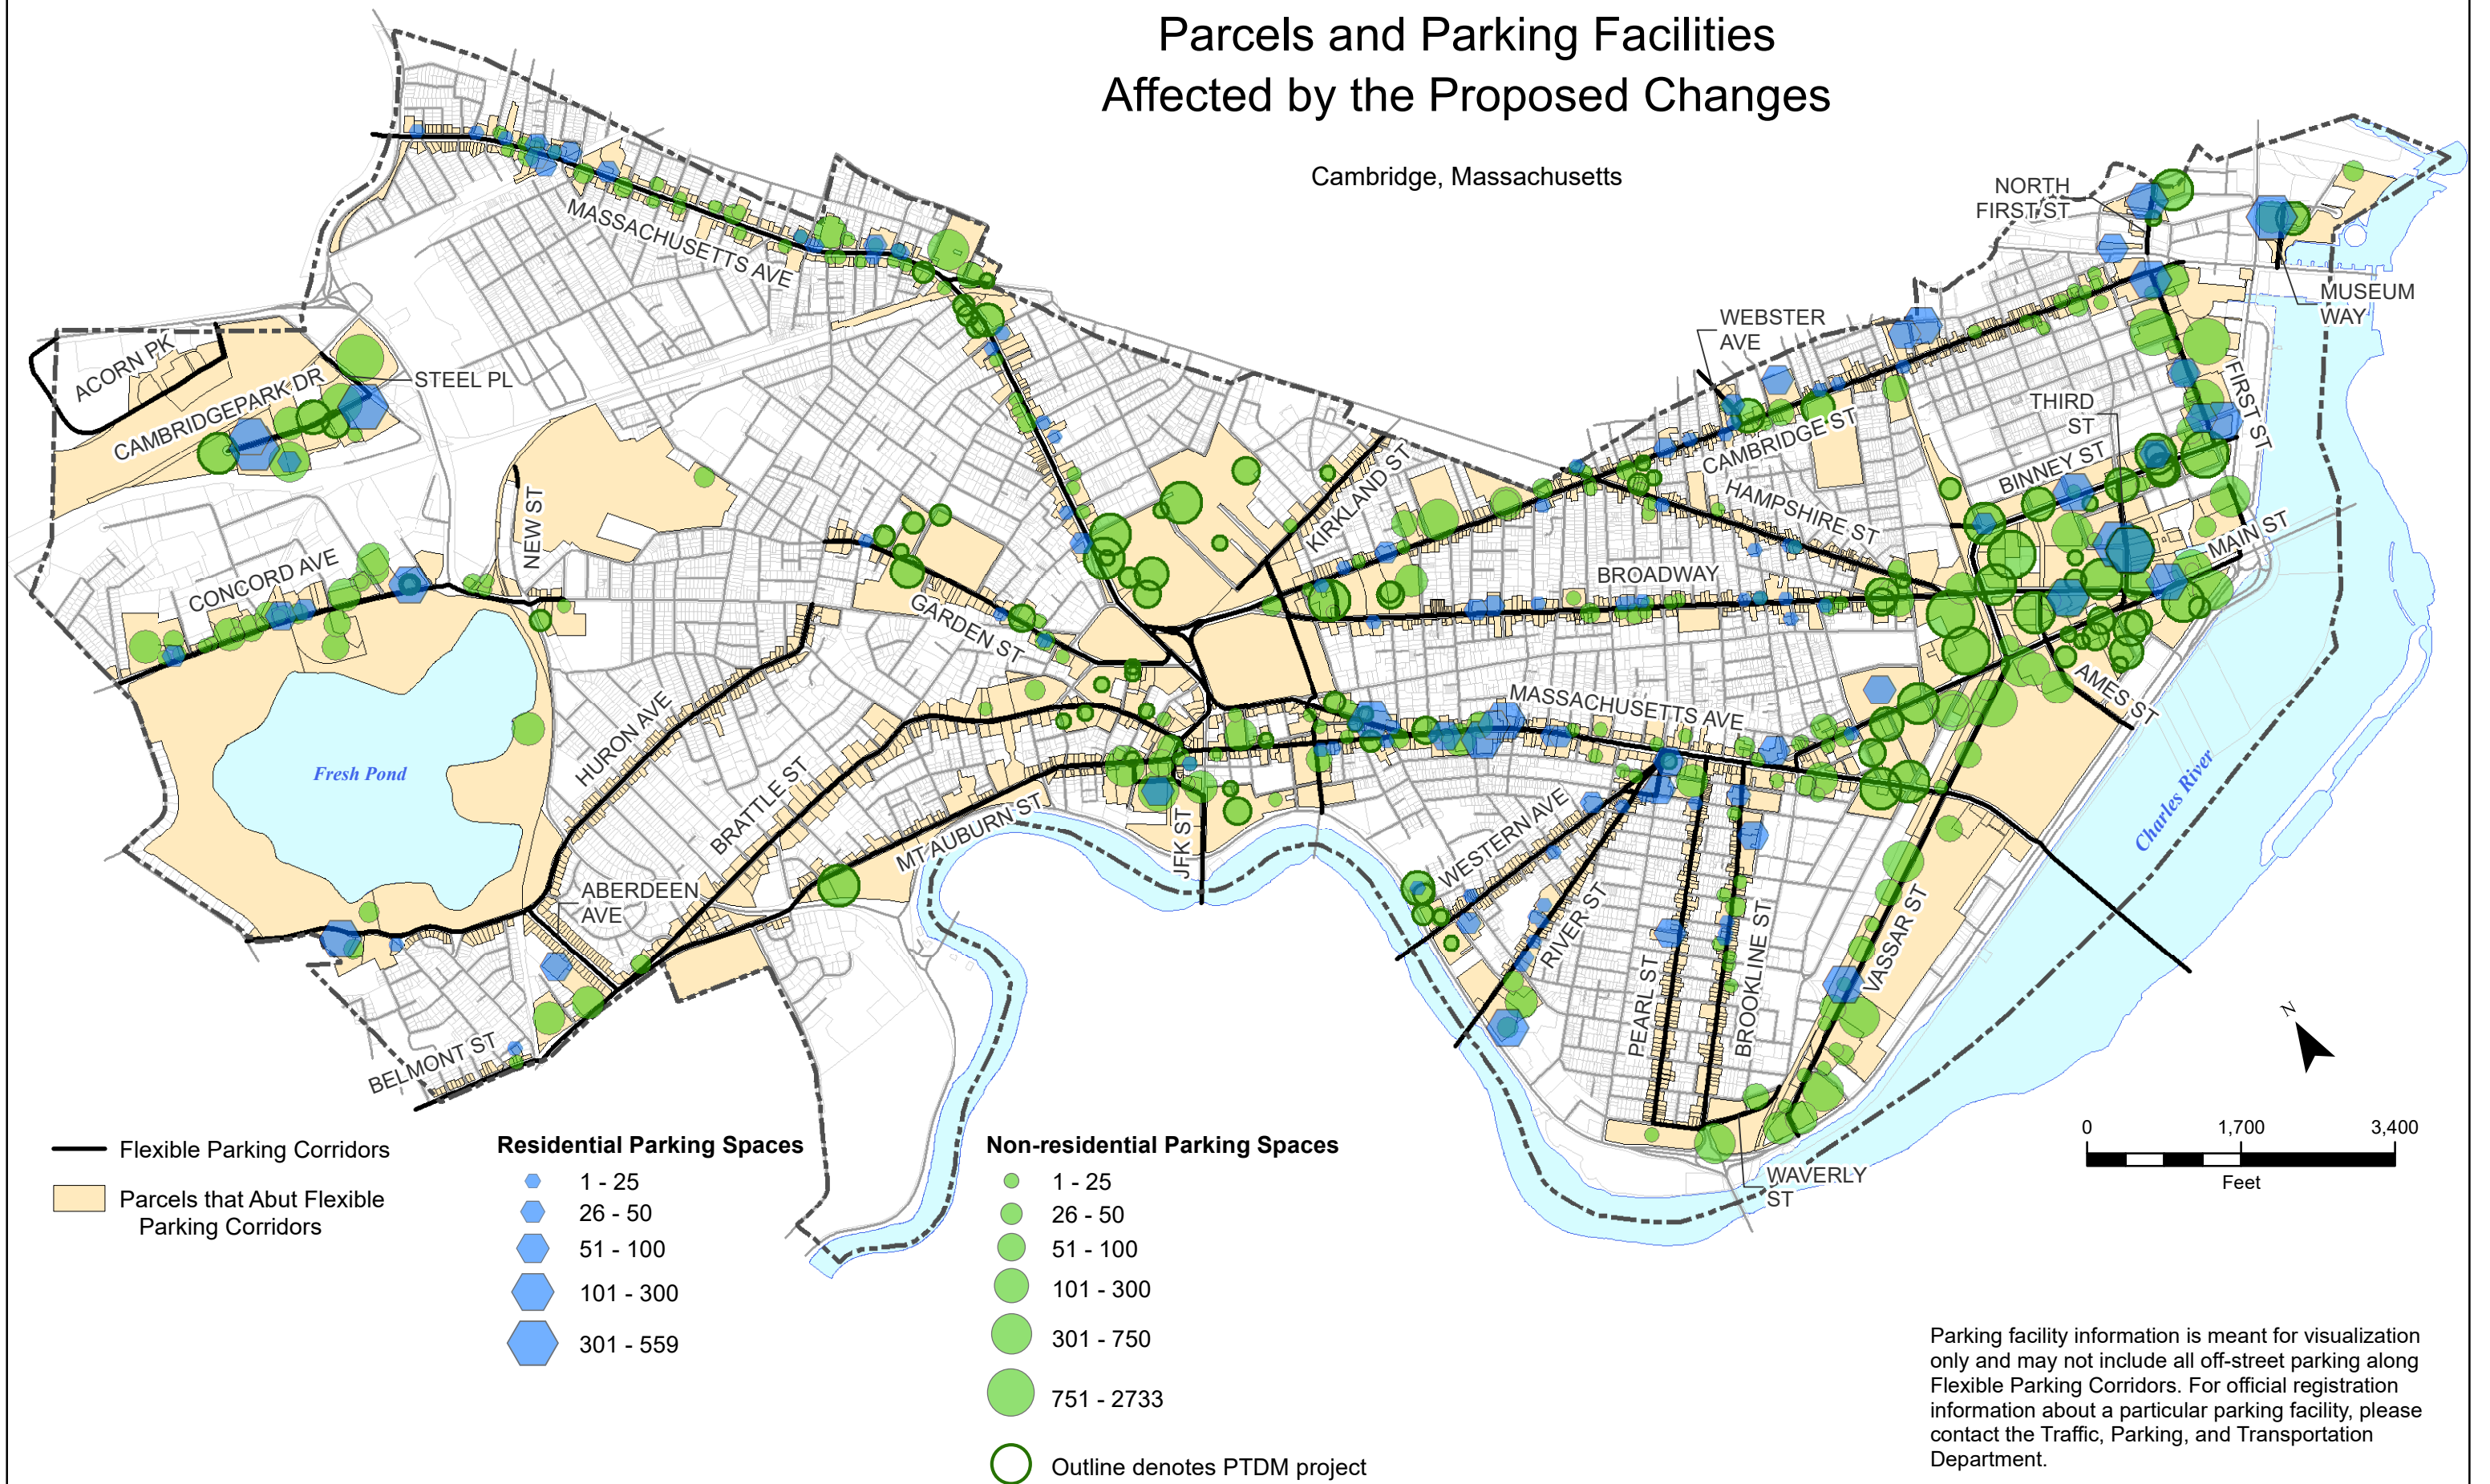 Parcels and Parking Facilities
Affected by the Proposed Changes
Cambridge, Massachusetts
NORTH
FIRST ST
MUSEUM
WAY
WEBSTER
AVE
MASSACHUSETTS AVE
ACORN PK
STEEL PL
CAMBRIDGEPARK DR
THIRD
ST
FIRST ST
CAMBRIDGE ST
KIRKLAND ST
BINNEY ST
HAMPSHIRE ST
NEW ST
MAIN ST
CONCORD AVE
BROADWAY
GARDEN ST
AMES ST
HURON AVE
MASSACHUSETTS AVE
Fresh Pond
BRATTLE ST
MT AUBURN ST
JFK ST
WESTERN AVE
Charles River
ABERDEEN
AVE
RIVER ST
VASSAR ST
PEARL ST
BROOKLINE ST
BELMONT ST
N
WAVERLY
ST
0 1,700 3,400
Feet
Flexible Parking Corridors
Parcels that Abut Flexible
Parking Corridors
Residential Parking Spaces
1 - 25
26 - 50
51 - 100
101 - 300
301 - 559
Non-residential Parking Spaces
1 - 25
26 - 50
51 - 100
101 - 300
301 - 750
751 - 2733
Outline denotes PTDM project
Parking facility information is meant for visualization
only and may not include all off-street parking along
Flexible Parking Corridors. For official registration
information about a particular parking facility, please
contact the Traffic, Parking, and Transportation
Department.